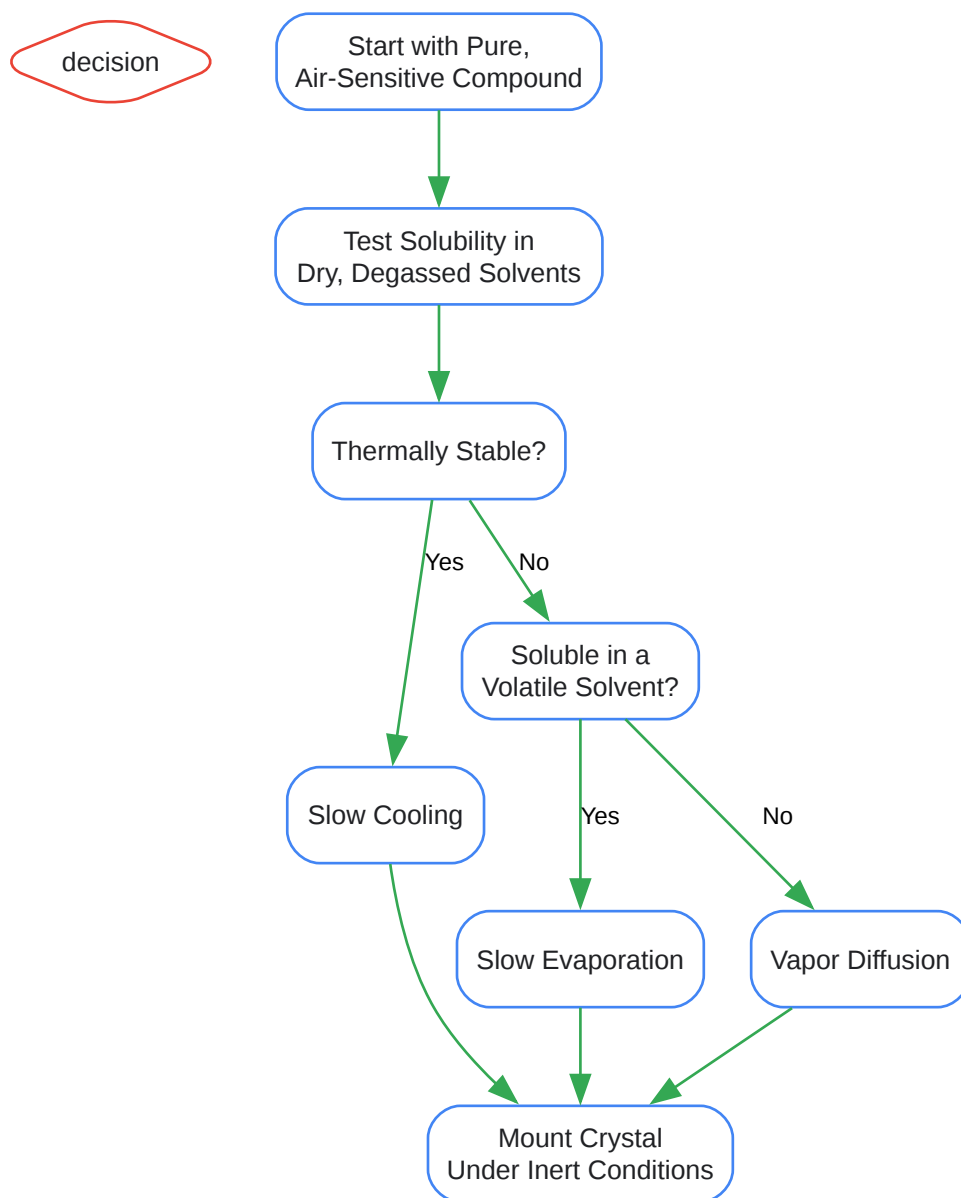 decision
Start with Pure,
Air-Sensitive Compound
Test Solubility in
Dry, Degassed Solvents
Thermally Stable?
Yes
No
Soluble in a
Volatile Solvent?
Slow Cooling
Yes
No
Slow Evaporation
Vapor Diffusion
Mount Crystal
Under Inert Conditions